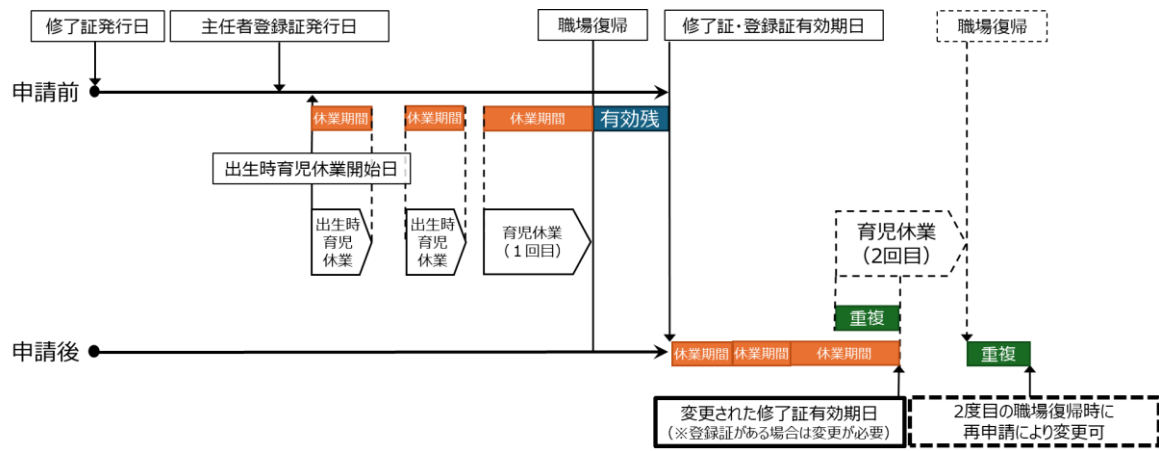 修了証発行日
主任者登録証発行日
職場復帰
修了証・登録証有効期日
職場復帰
申請前
休業期間
休業期間
休業期間
有効残
出生時育児休業開始日
出生時
育児
休業
出生時
育児
休業
育児休業
（１回目）
育児休業
（2回目）
重複
申請後
休業期間
休業期間
休業期間
重複
変更された修了証有効期日
（※登録証がある場合は変更が必要）
2度目の職場復帰時に
再申請により変更可